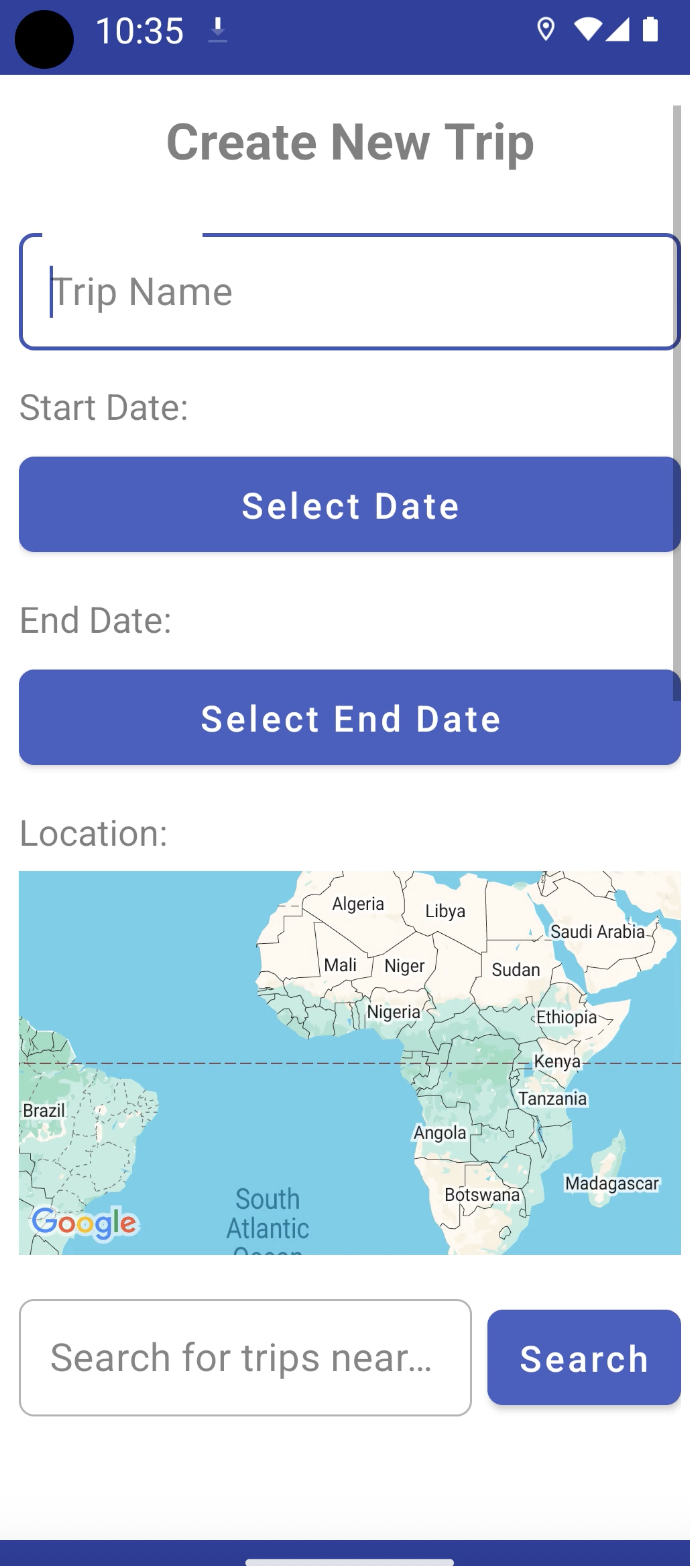 10:35
Create New Trip
Trip Name
Start Date:
Select Date
End Date:
Select End Date
Location:
Algeria
Libya
Saudi Arabia
Mali
Niger
Sudan
Nigeria
Ethiopia
Kenya
Tanzania
Brazil
Angola
Madagascar
Botswana
South
Atlantic
Ocean
Google
Search for trips near...
Search